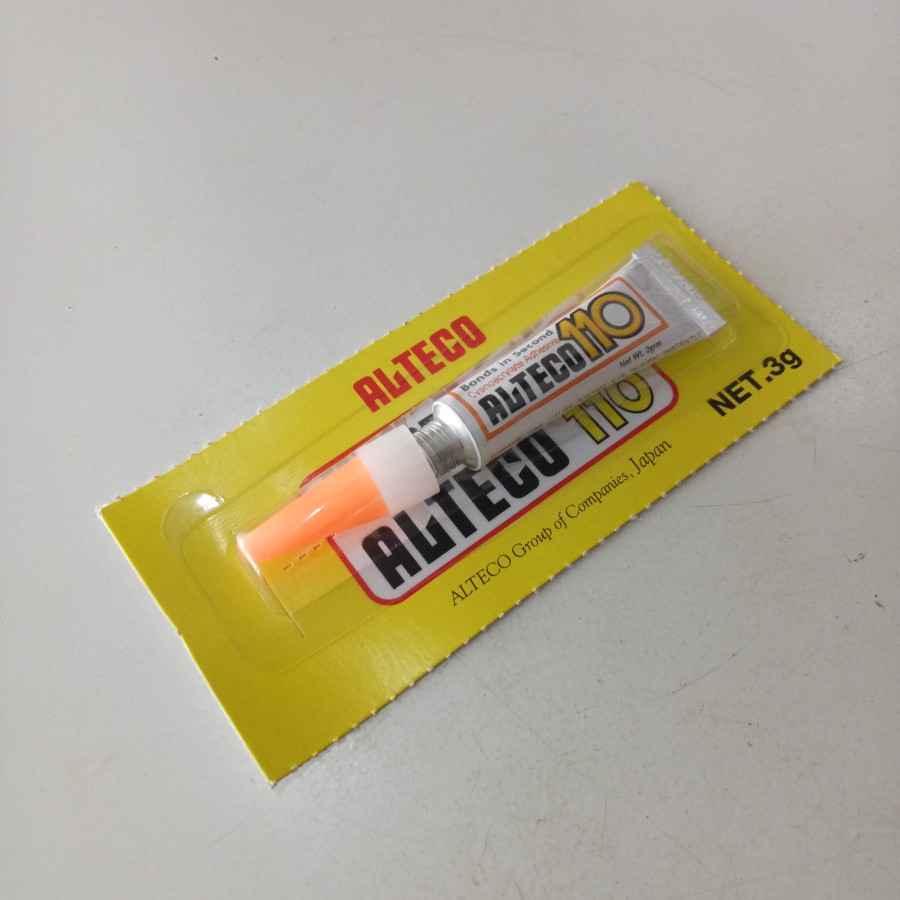 ALTECO
Bonds in Second
Cyanoacrylate Adhesive
ALTECO 110
Net Wt. 3grm
ALTECO 110
NET.3g
ALTECO Group of Companies, Japan